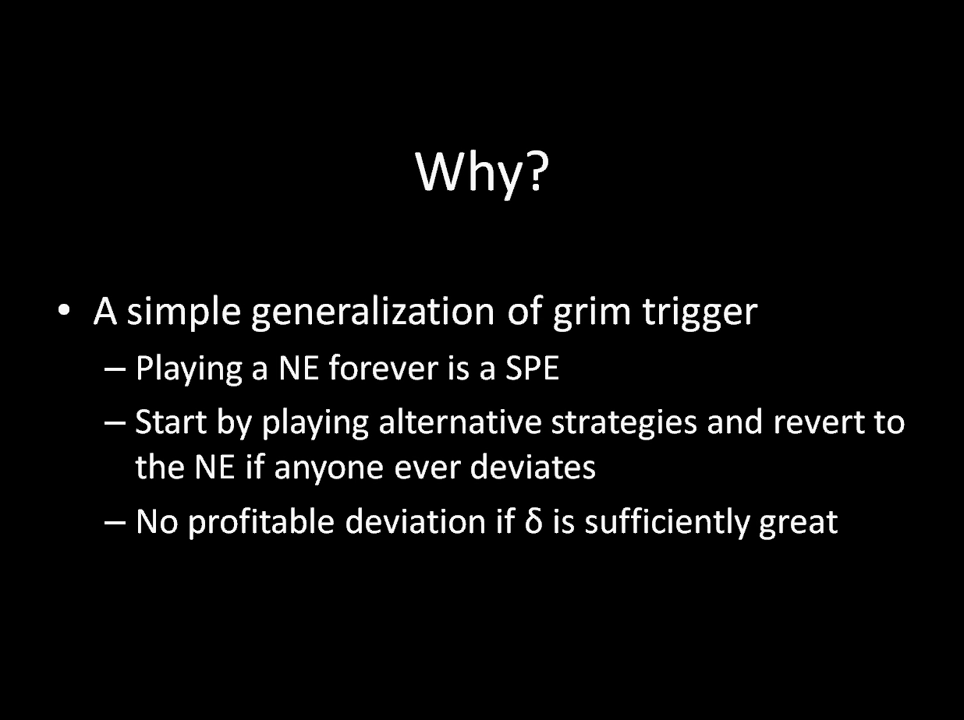 Why?
• A simple generalization of grim trigger
– Playing a NE forever is a SPE
– Start by playing alternative strategies and revert to
the NE if anyone ever deviates
– No profitable deviation if δ is sufficiently great